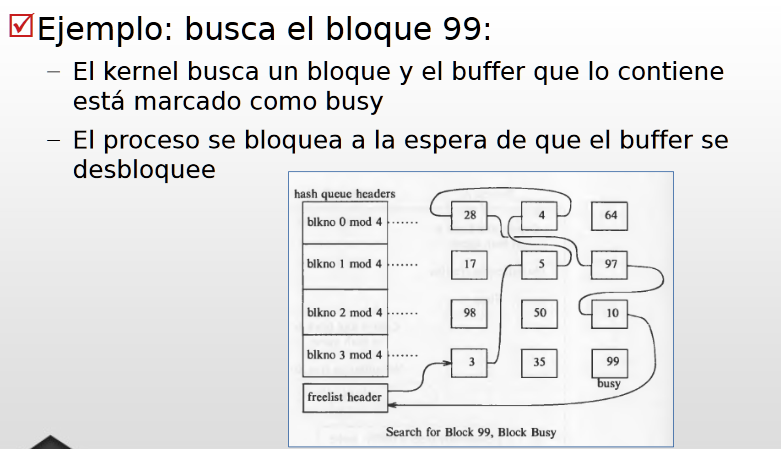 Ejemplo: busca el bloque 99:
– El kernel busca un bloque y el buffer que lo contiene
está marcado como busy
– El proceso se bloquea a la espera de que el buffer se
desbloquee
hash queue headers
blkno 0 mod 4 ....... 28 4 64
blkno 1 mod 4 ....... 17 5 97
blkno 2 mod 4 ....... 98 50 10
blkno 3 mod 4 ....... 3 35 99
busy
freelist header
Search for Block 99, Block Busy